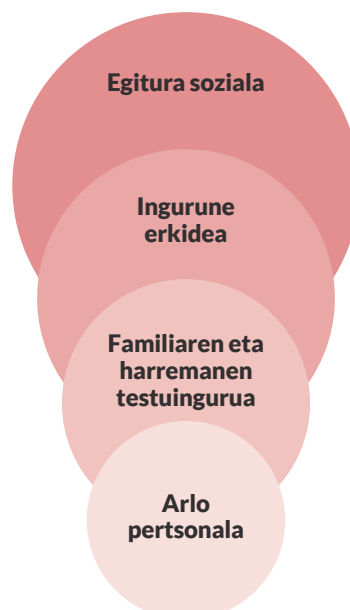 Egitura soziala
Ingurune
erkidea
Familiaren eta
harremanen
testuingurua
Arlo
pertsonala